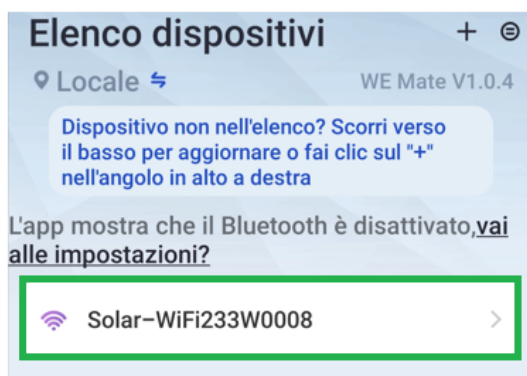 Elenco dispositivi
Locale
WE Mate V1.0.4
Dispositivo non nell'elenco? Scorri verso
il basso per aggiornare o fai clic sul "+"
nell'angolo in alto a destra
L'app mostra che il Bluetooth è disattivato,vai
alle impostazioni?
Solar-WiFi233W0008